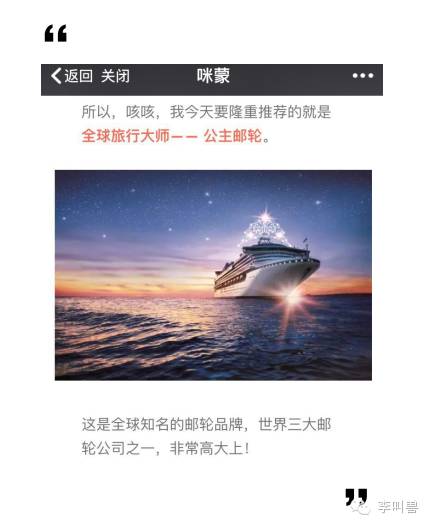 “
返回 关闭 咪蒙 •••
所以，咳咳，我今天要隆重推荐的就是
全球旅行大师—— 公主邮轮。
这是全球知名的邮轮品牌，世界三大邮
轮公司之一，非常高大上！
”
李叫兽